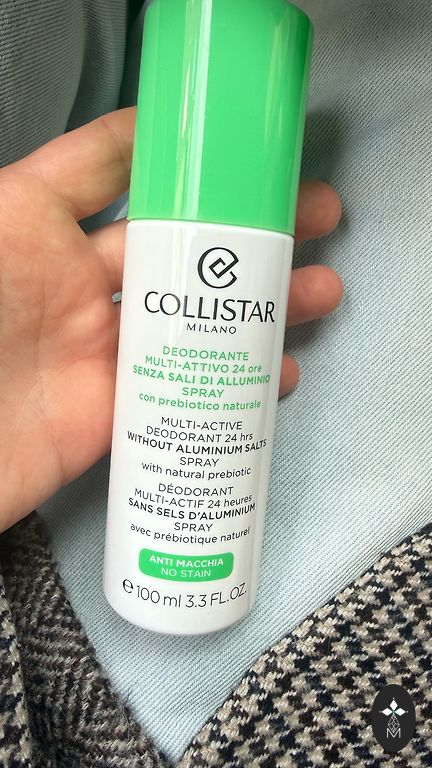 COLLISTAR
MILANO
DEODORANTE
MULTI-ATTIVO 24 ore
SENZA SALI DI ALLUMINIO
SPRAY
con prebiotico naturale
MULTI-ACTIVE
DEODORANT 24 hrs
WITHOUT ALUMINIUM SALTS
SPRAY
with natural prebiotic
DÉODORANT
MULTI-ACTIF 24 heures
SANS SELS D'ALUMINIUM
SPRAY
avec prébiotique naturel
ANTI MACCHIA
NO STAIN
℮ 100 ml 3.3 FL.OZ.
M